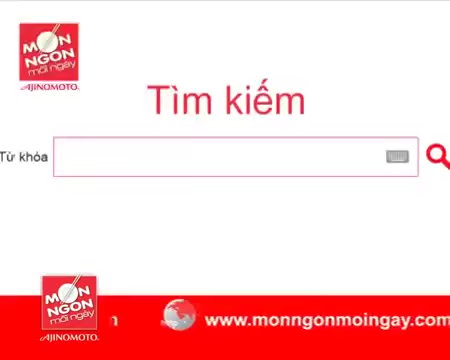 MÓN
NGON
mỗi ngày
AJINOMOTO.
Tìm kiếm
Từ khóa
MÓN
NGON
mỗi ngày
AJINOMOTO.
n
www.monngonmoingay.com